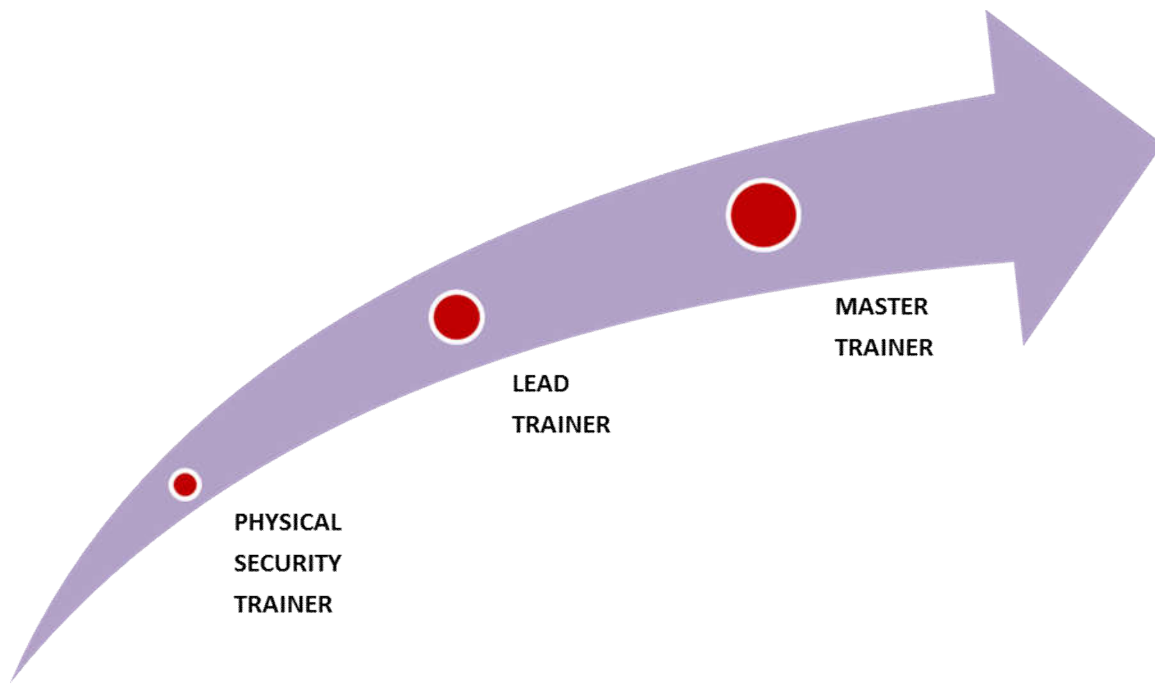 PHYSICAL
SECURITY
TRAINER
LEAD
TRAINER
MASTER
TRAINER